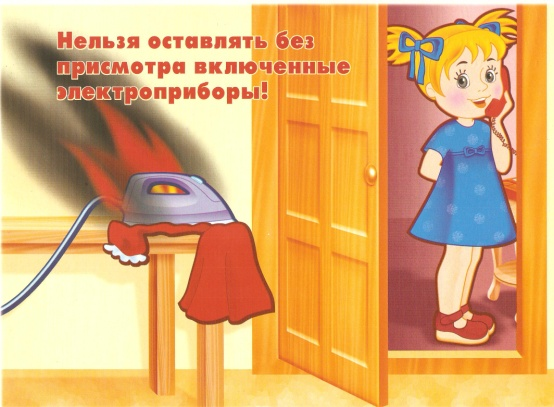 Нельзя оставлять без
присмотра включенные
электроприборы!